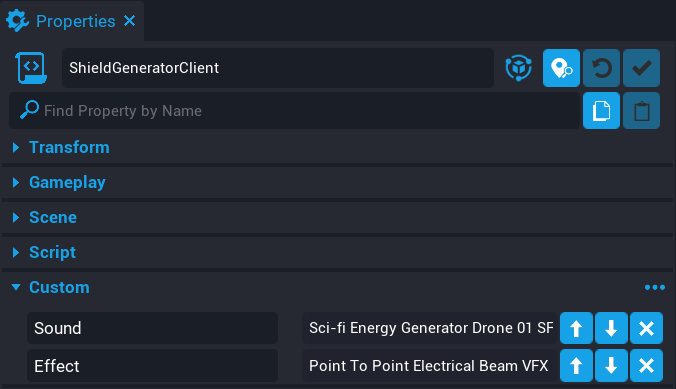 Properties
ShieldGeneratorClient
Find Property by Name
Transform
Gameplay
Scene
Script
Custom
Sound Sci-fi Energy Generator Drone 01 SF
Effect Point To Point Electrical Beam VFX